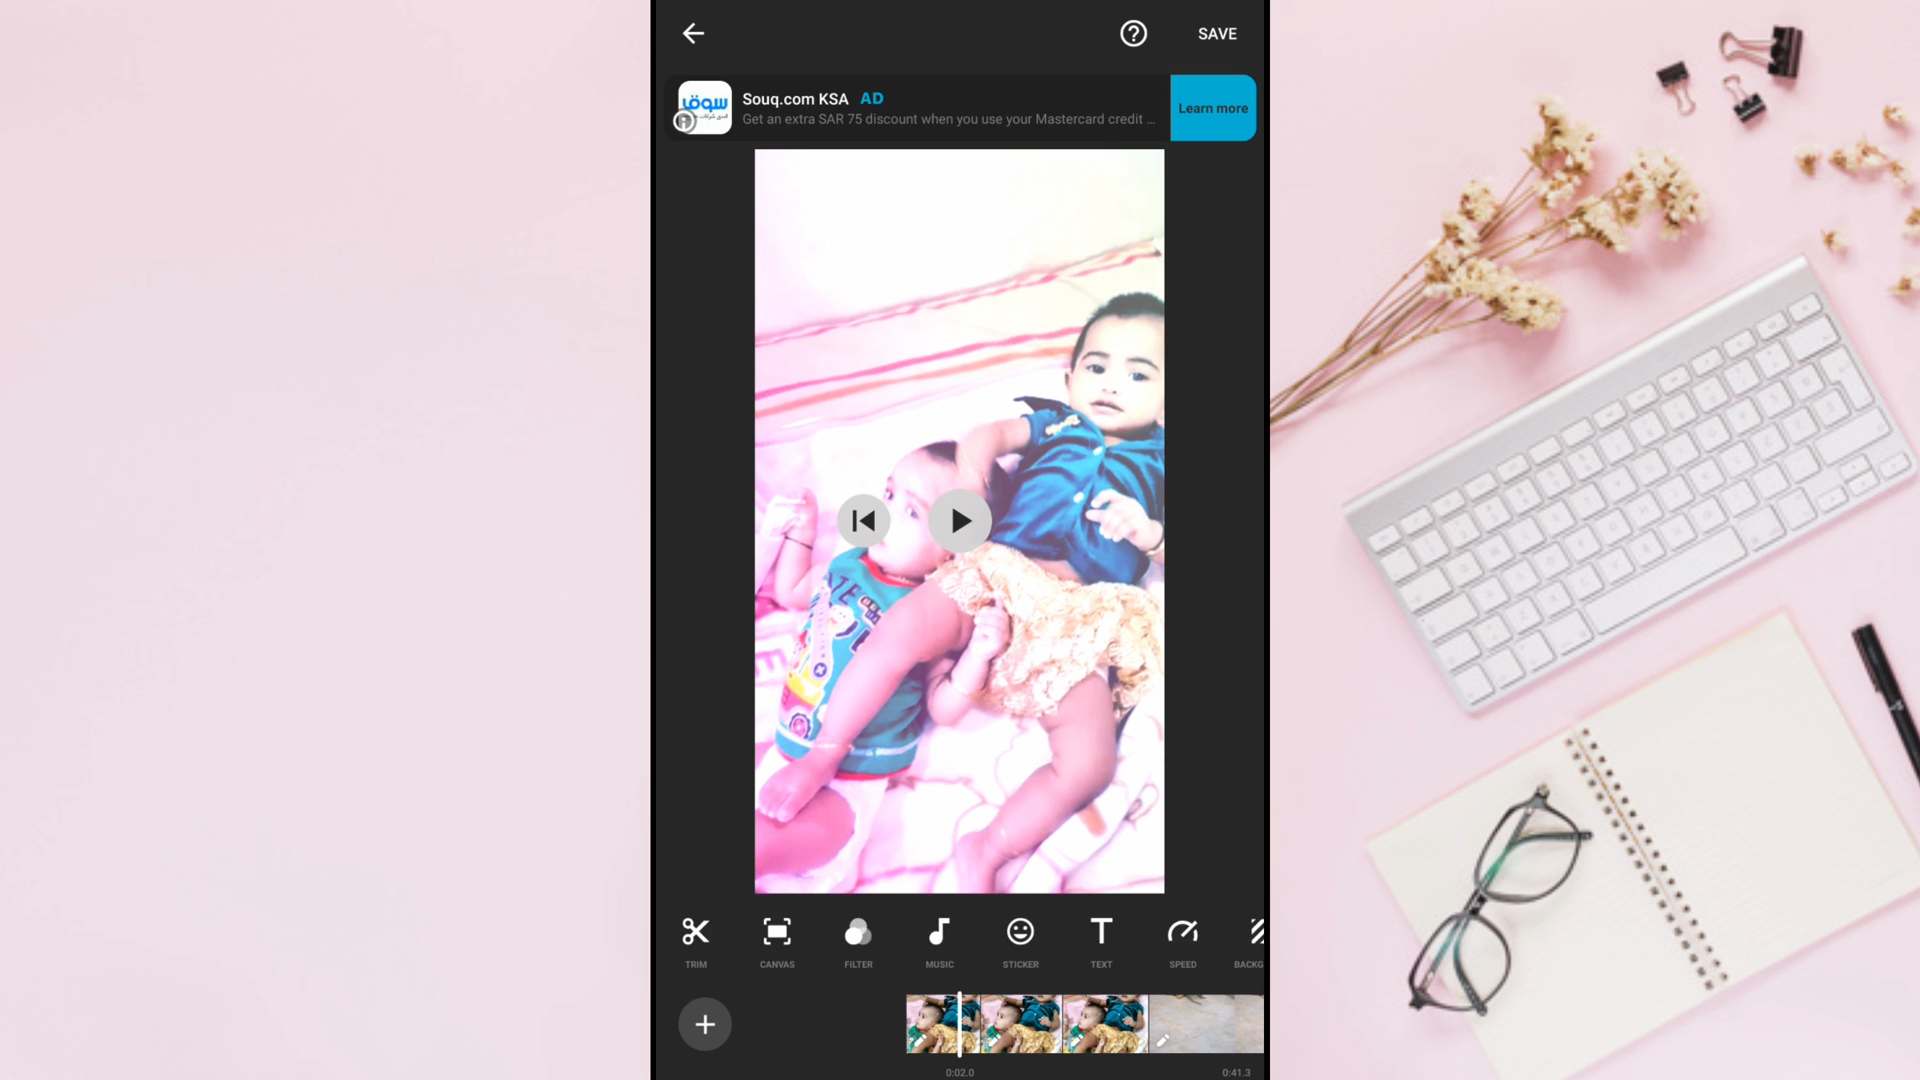 SAVE
سوق
Souq.com KSA AD
Get an extra SAR 75 discount when you use your Mastercard credit ...
Learn more
TRIM
CANVAS
FILTER
MUSIC
STICKER
TEXT
SPEED
BACKG
0:02.0
0:41.3